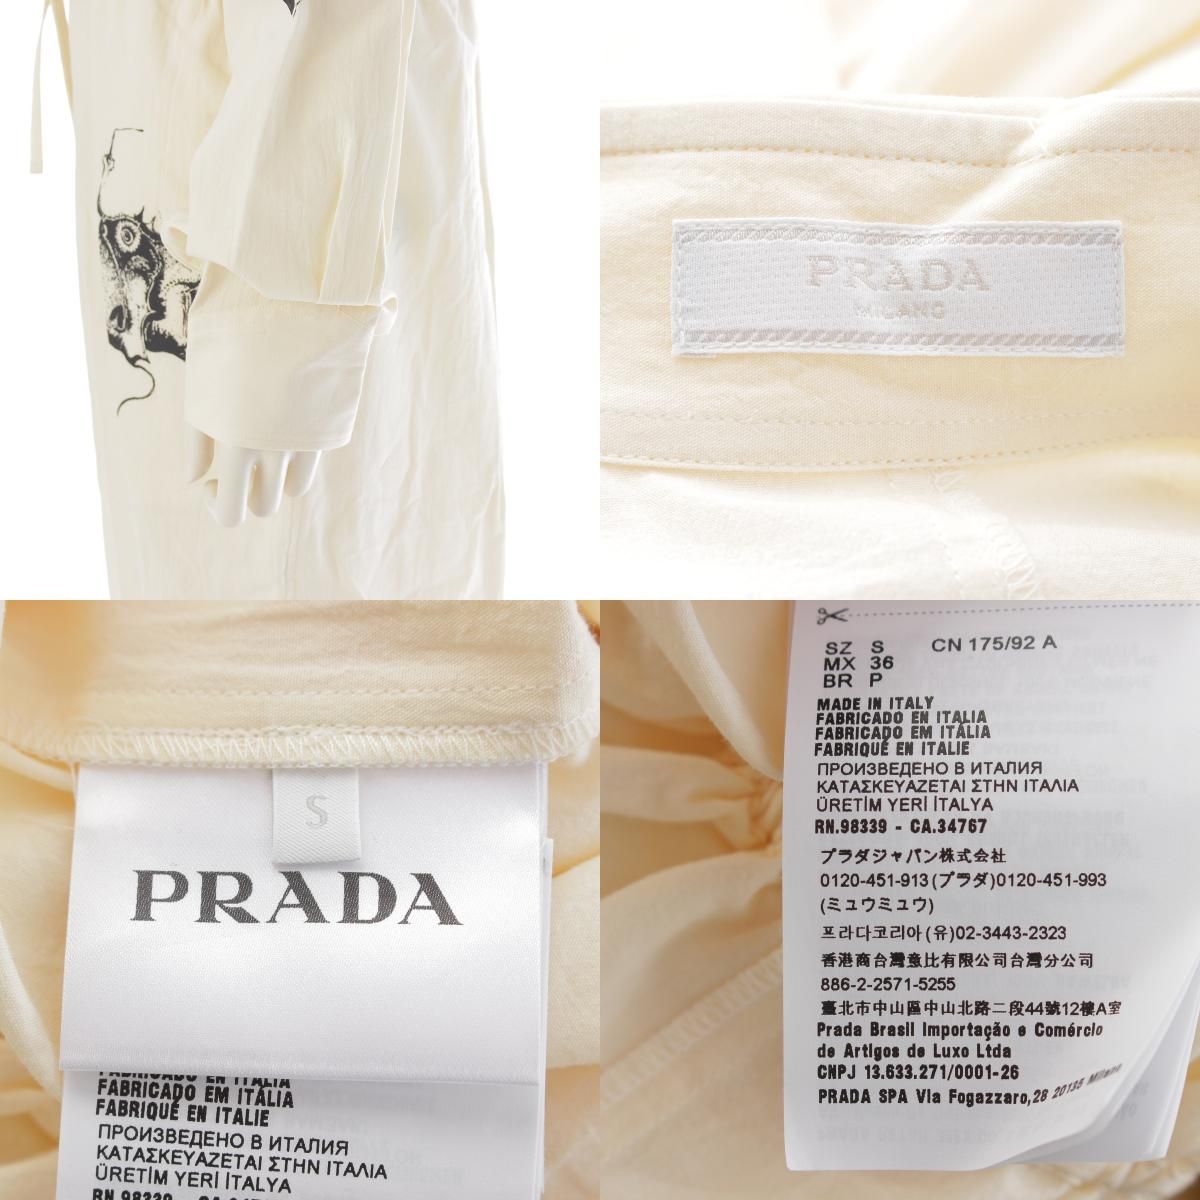 PRADA
MILANO
S
PRADA
FABRICADO EN ITALIA
FABRICADO EM ITÁLIA
FABRIQUÉ EN ITALIE
ПРОИЗВЕДЕНО В ИТАЛИЯ
ΚΑΤΑΣΚΕΥΑΖΕΤΑΙ ΣΤΗΝ ΙΤΑΛΙΑ
ÜRETİM YERİ İTALYA
SZ S CN 175/92 A
MX 36
BR P
MADE IN ITALY
FABRICADO EN ITALIA
FABRICADO EM ITÁLIA
FABRIQUÉ EN ITALIE
ПРОИЗВЕДЕНО В ИТАЛИЯ
ΚΑΤΑΣΚΕΥΑΖΕΤΑΙ ΣΤΗΝ ΙΤΑΛΙΑ
ÜRETİM YERİ İTALYA
RN.98339 - CA.34767
プラダジャパン株式会社
0120-451-913(プラダ)0120-451-993
(ミュウミュウ)
프라다코리아(유)02-3443-2323
香港商台灣意比有限公司台灣分公司
886-2-2571-5255
臺北市中山區中山北路二段44號12樓A室
Prada Brasil Importação e Comércio
de Artigos de Luxo Ltda
CNPJ 13.633.271/0001-26
PRADA SPA Via Fogazzaro,28 20135 Milano